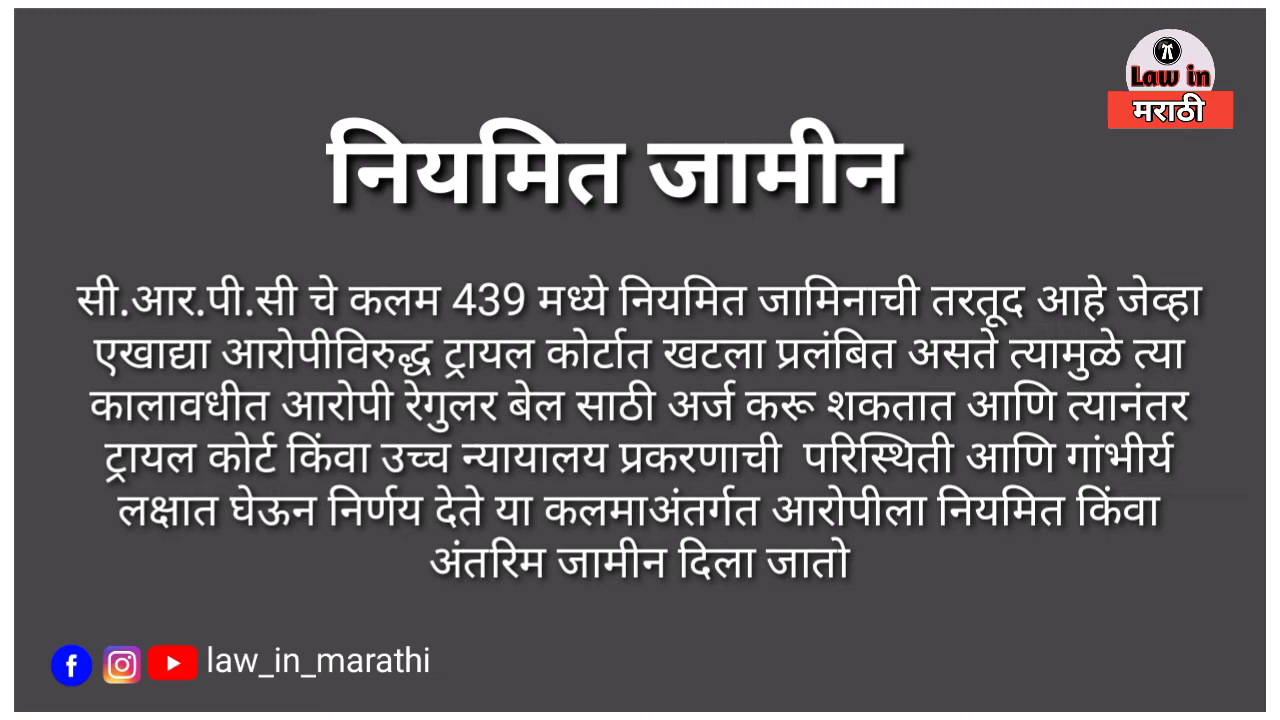 Law in
मराठी
नियमित जामीन
सी.आर.पी.सी चे कलम 439 मध्ये नियमित जामिनाची तरतूद आहे जेव्हा
एखाद्या आरोपीविरुद्ध ट्रायल कोर्टात खटला प्रलंबित असते त्यामुळे त्या
कालावधीत आरोपी रेगुलर बेल साठी अर्ज करू शकतात आणि त्यानंतर
ट्रायल कोर्ट किंवा उच्च न्यायालय प्रकरणाची  परिस्थिती आणि गांभीर्य
लक्षात घेऊन निर्णय देते या कलमाअंतर्गत आरोपीला नियमित किंवा
अंतरिम जामीन दिला जातो
law_in_marathi